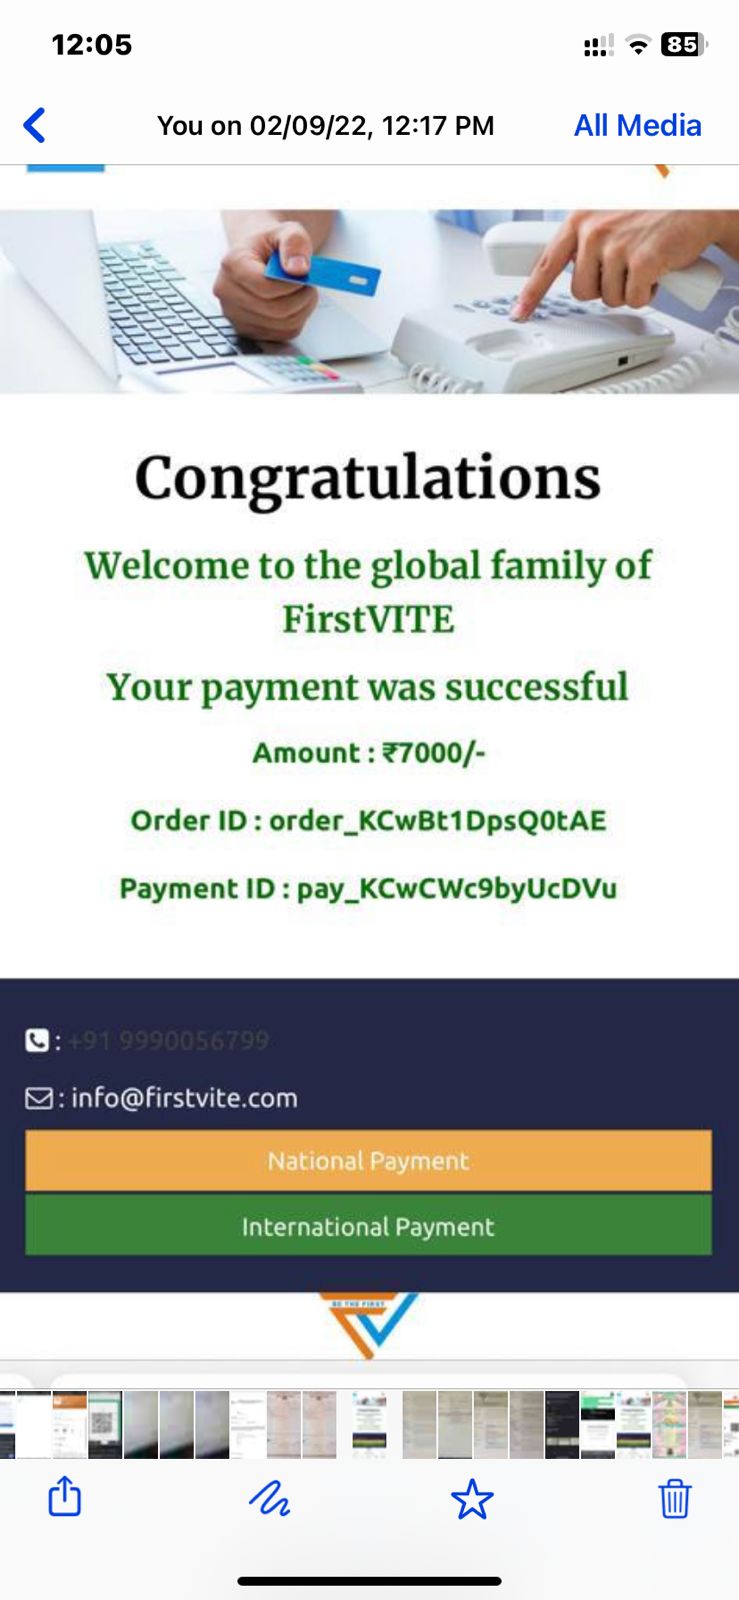 12:05
85
You on 02/09/22, 12:17 PM
All Media
Congratulations
Welcome to the global family of
FirstVITE
Your payment was successful
Amount : ₹7000/-
Order ID : order_KCwBt1DpsQ0tAE
Payment ID : pay_KCwCWc9byUcDVu
: +91 9990056799
: info@firstvite.com
National Payment
International Payment
BE THE FIRST